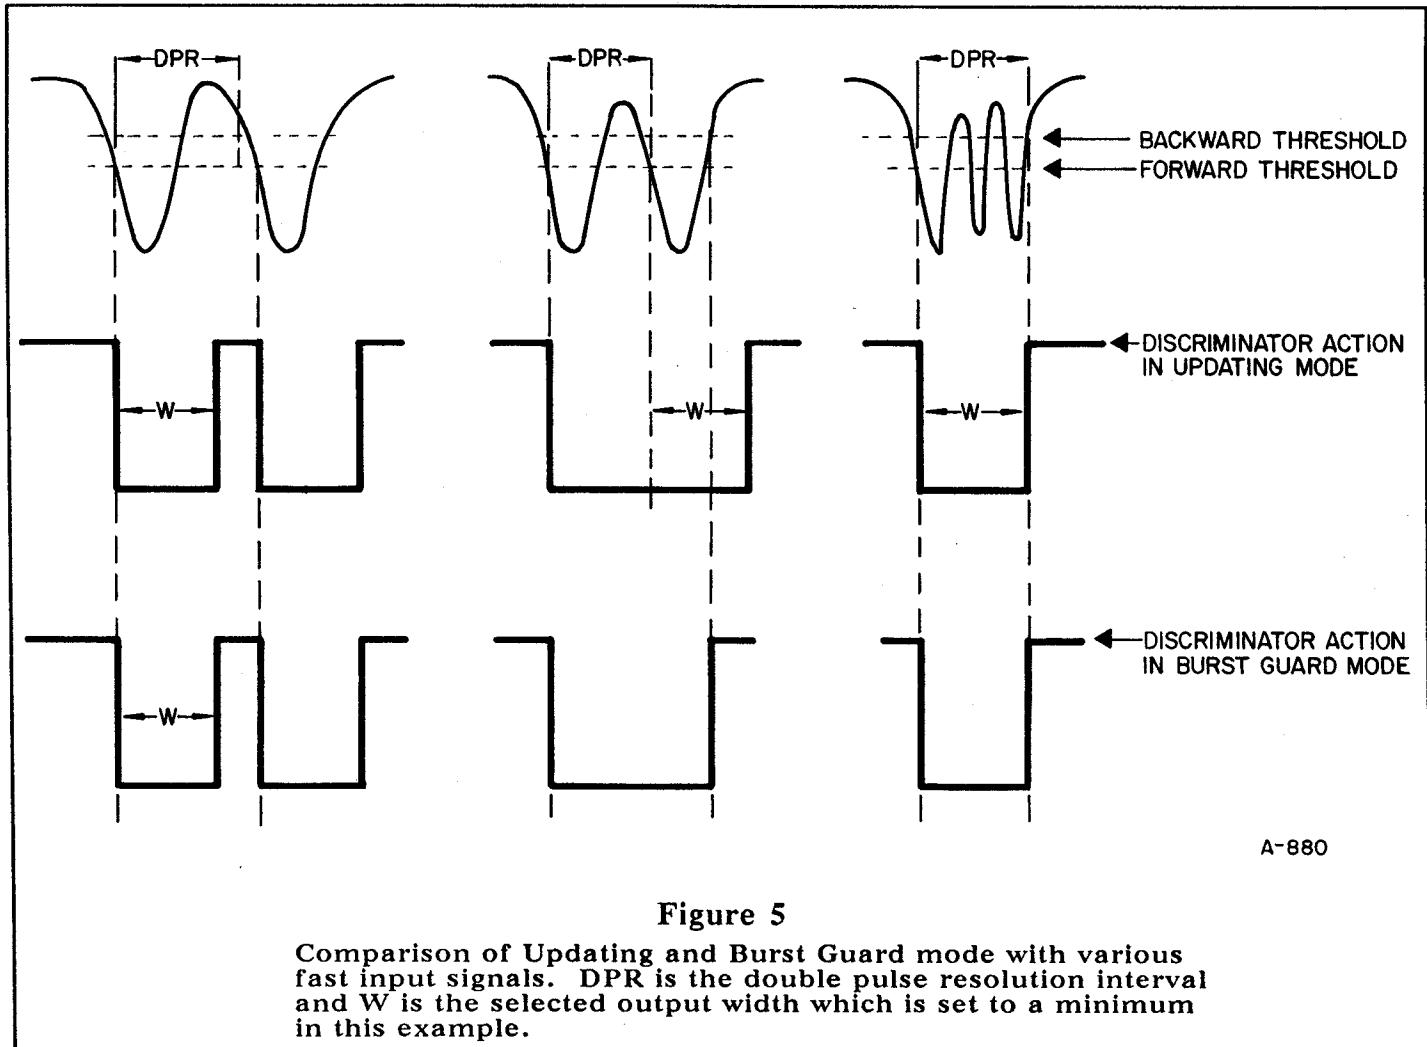 DPR DPR DPR
BACKWARD THRESHOLD
FORWARD THRESHOLD
DISCRIMINATOR ACTION
IN UPDATING MODE
W W W
DISCRIMINATOR ACTION
IN BURST GUARD MODE
W
A-880
Figure 5
Comparison of Updating and Burst Guard mode with various
fast input signals. DPR is the double pulse resolution interval
and W is the selected output width which is set to a minimum
in this example.